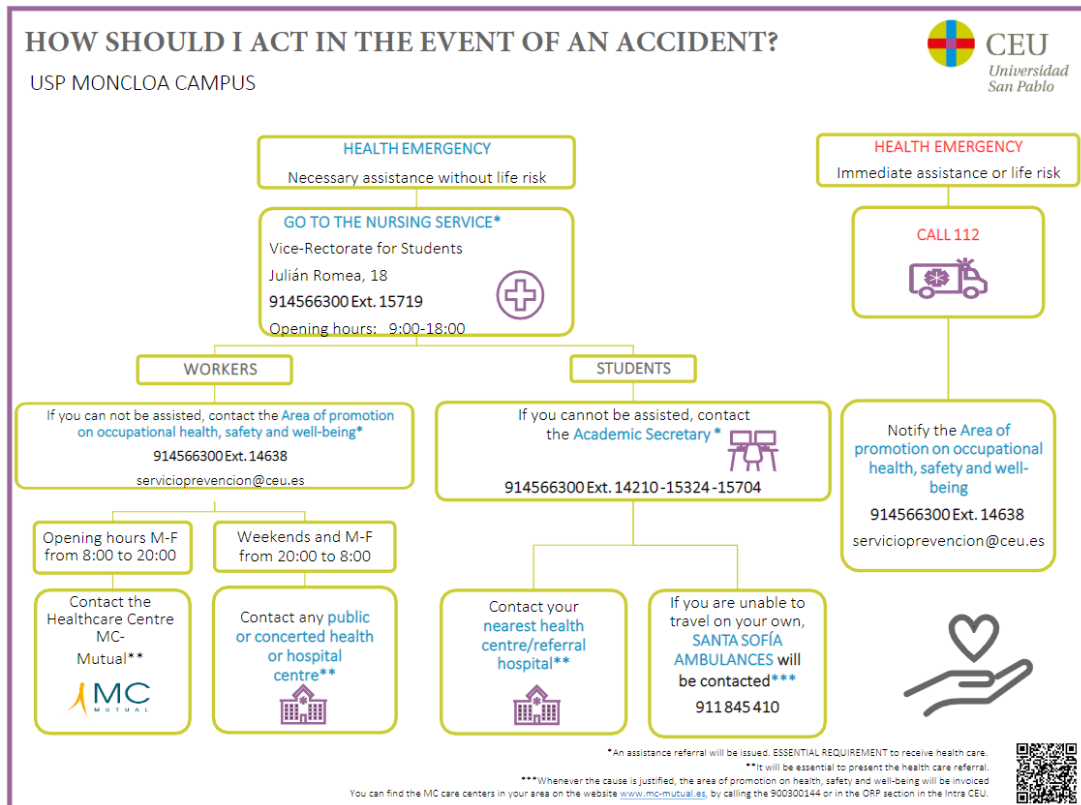 HOW SHOULD I ACT IN THE EVENT OF AN ACCIDENT?
USP MONCLOA CAMPUS
CEU
Universidad
San Pablo
HEALTH EMERGENCY
Necessary assistance without life risk
GO TO THE NURSING SERVICE*
Vice-Rectorate for Students
Julián Romea, 18
914566300 Ext. 15719
Opening hours: 9:00-18:00
WORKERS
If you can not be assisted, contact the Area of promotion
on occupational health, safety and well-being*
914566300 Ext. 14638
servicioprevencion@ceu.es
Opening hours M-F
from 8:00 to 20:00
Contact the
Healthcare Centre
MC-
Mutual**
MC
MUTUAL
Weekends and M-F
from 20:00 to 8:00
Contact any public
or concerted health
or hospital
centre**
STUDENTS
If you cannot be assisted, contact
the Academic Secretary *
914566300 Ext. 14210 -15324 -15704
Contact your
nearest health
centre/referral
hospital**
If you are unable to
travel on your own,
SANTA SOFÍA
AMBULANCES will
be contacted***
911 845 410
HEALTH EMERGENCY
Immediate assistance or life risk
CALL 112
Notify the Area of
promotion on occupational
health, safety and well-
being
914566300 Ext. 14638
servicioprevencion@ceu.es
*An assistance referral will be issued. ESSENTIAL REQUIREMENT to receive health care.
**It will be essential to present the health care referral.
***Whenever the cause is justified, the area of promotion on health, safety and well-being will be invoiced
You can find the MC care centers in your area on the website www.mc-mutual.es, by calling the 900300144 or in the ORP section in the Intra CEU.